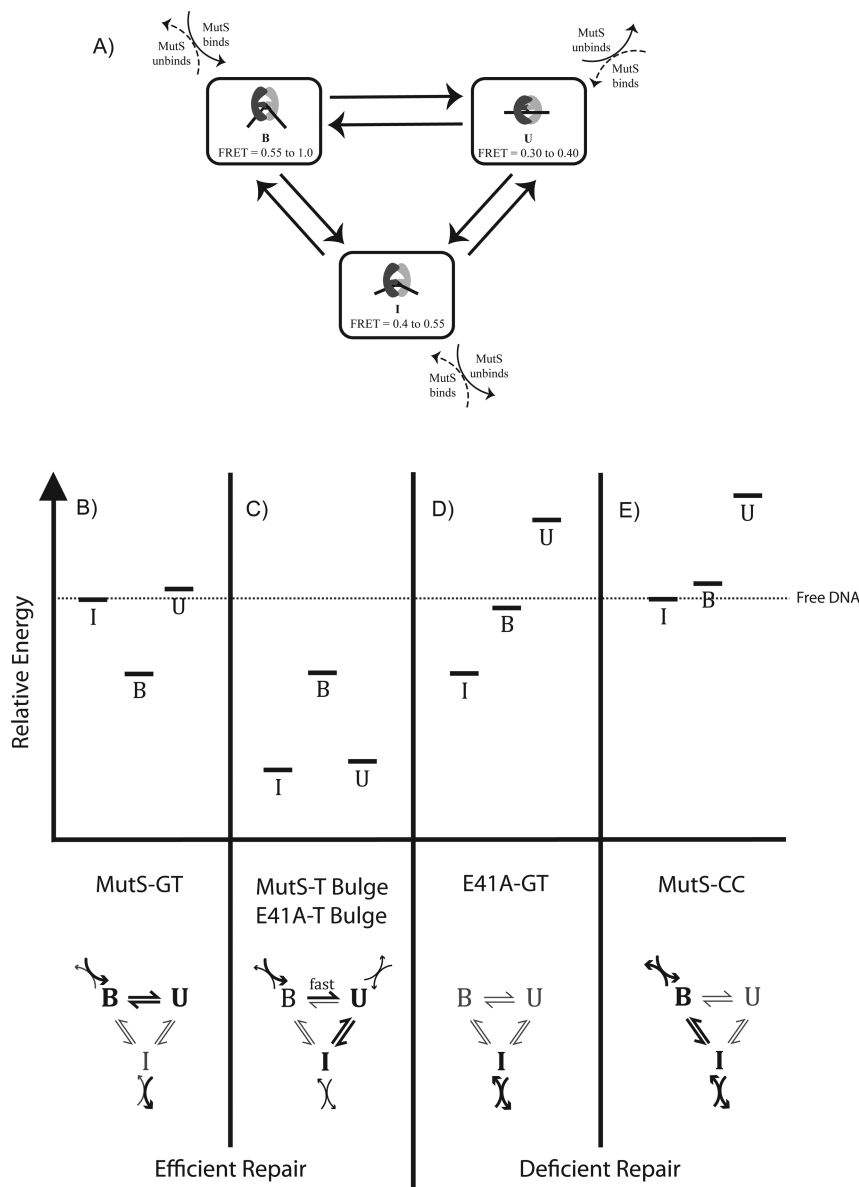 A)
MutS
binds
MutS
unbinds
MutS
unbinds
MutS
binds
B
FRET = 0.55 to 1.0
U
FRET = 0.30 to 0.40
I
FRET = 0.4 to 0.55
MutS
unbinds
MutS
binds
Relative Energy
B)
C)
D)
E)
I
U
B
B
I
U
U
B
I
U
B
I
Free DNA
MutS-GT
MutS-T Bulge
E41A-T Bulge
E41A-GT
MutS-CC
B U
I
B fast U
I
B U
I
B U
I
Efficient Repair
Deficient Repair